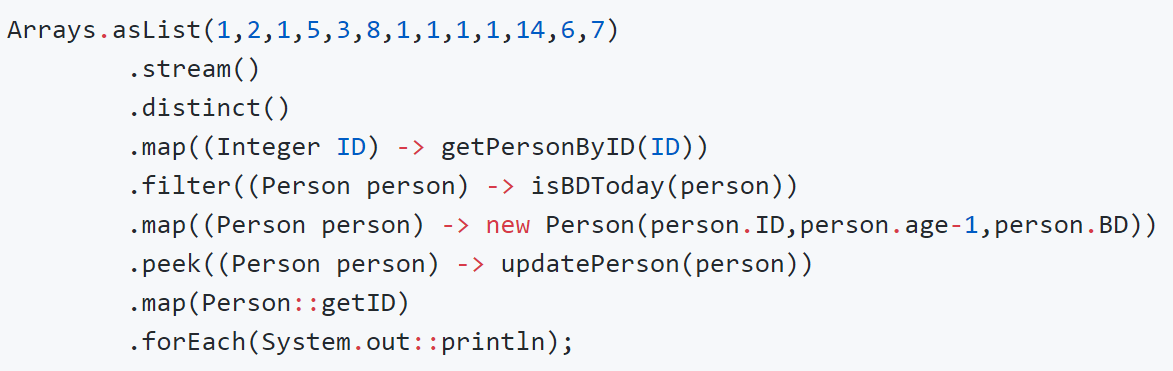 Arrays.asList(1,2,1,5,3,8,1,1,1,1,14,6,7)
.stream()
.distinct()
.map((Integer ID) -> getPersonByID(ID))
.filter((Person person) -> isBDToday(person))
.map((Person person) -> new Person(person.ID,person.age-1,person.BD))
.peek((Person person) -> updatePerson(person))
.map(Person::getID)
.forEach(System.out::println);